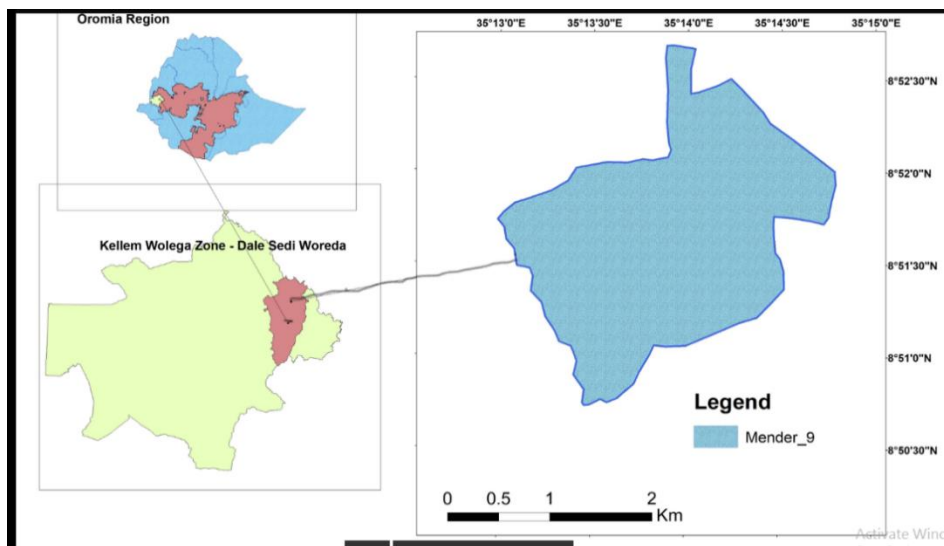 Oromia Region
Kellem Wolega Zone - Dale Sedi Woreda
35°13'0"E 35°13'30"E 35°14'0"E 35°14'30"E 35°15'0"E
8°52'30"N
8°52'0"N
8°51'30"N
8°51'0"N
8°50'30"N
Legend
Mender_9
0 0.5 1 2
Km
Activate Wind